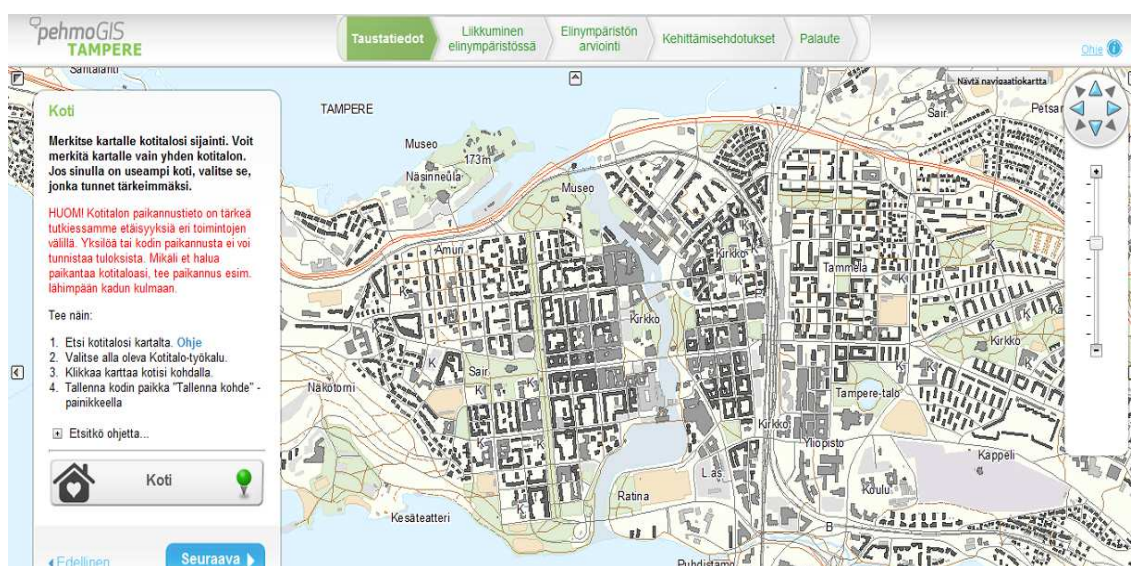 pehmoGIS
TAMPERE
Taustatiedot
Liikkuminen
elinympäristössä
Elinympäristön
arviointi
Kehittämisehdotukset
Palaute
Ohje
Santalahti
Näytä navigaatiokartta
Koti
Merkitse kartalle kotitalosi sijainti. Voit
merkitä kartalle vain yhden kotitalon.
Jos sinulla on useampi koti, valitse se,
jonka tunnet tärkeimmäksi.
HUOM! Kotitalon paikannustieto on tärkeä
tutkiessamme etäisyyksiä eri toimintojen
välillä. Yksilöä tai kodin paikannusta ei voi
tunnistaa tuloksista. Mikäli et halua
paikantaa kotitaloasi, tee paikannus esim.
lähimpään kadun kulmaan.
Tee näin:
1. Etsi kotitalosi kartalta. Ohje
2. Valitse alla oleva Kotitalo-työkalu.
3. Klikkaa karttaa kotisi kohdalla.
4. Tallenna kodin paikka "Tallenna kohde" -
painikkeella
Etsitkö ohjetta...
Koti
Edellinen
Seuraava
TAMPERE
Museo
173m
Näsinneula
Museo
Sair.
Petsa
Amuri
Kirkko
Tammela
Kirkko
Kirkko
Sair.
Näkötorni
Tampere-talo
Kirkko
Yliopisto
Kappeli
L.as.
Koulu
Ratina
Kesäteatteri
B
Puhdistamo